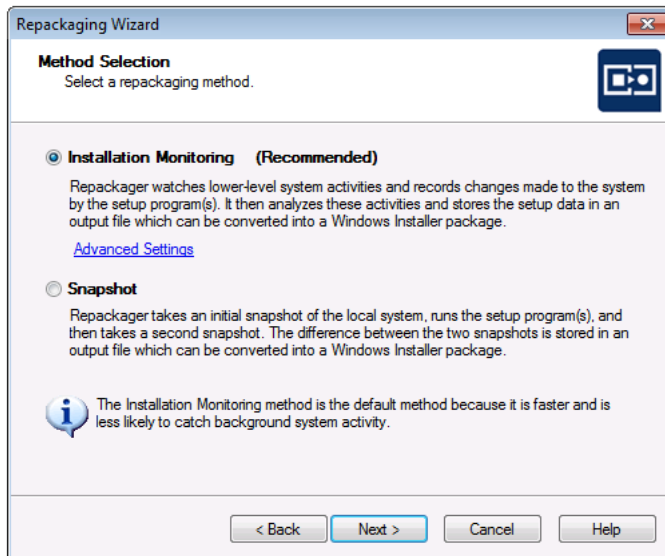 Repackaging Wizard
Method Selection
Select a repackaging method.
Installation Monitoring (Recommended)
Repackager watches lower-level system activities and records changes made to the system
by the setup program(s). It then analyzes these activities and stores the setup data in an
output file which can be converted into a Windows Installer package.
Advanced Settings
Snapshot
Repackager takes an initial snapshot of the local system, runs the setup program(s), and
then takes a second snapshot. The difference between the two snapshots is stored in an
output file which can be converted into a Windows Installer package.
The Installation Monitoring method is the default method because it is faster and is
less likely to catch background system activity.
< Back Next > Cancel Help